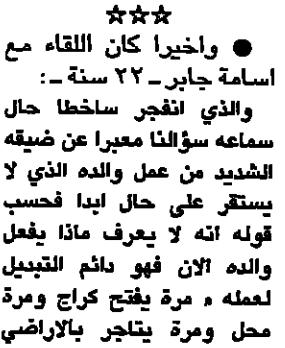 ☆☆☆
● واخيرا كان اللقاء مع
اسامة جابر ـ ٢٢ سنة ـ :
والذي انفجر ساخطا حال
سماعه سؤالنا معبرا عن ضيقه
الشديد من عمل والده الذي لا
يستقر على حال ابدا فحسب
قوله انه لا يعرف ماذا يفعل
والده الان فهو دائم التبديل
لعمله « مرة يفتح كراج ومرة
محل ومرة يتاجر بالاراضي